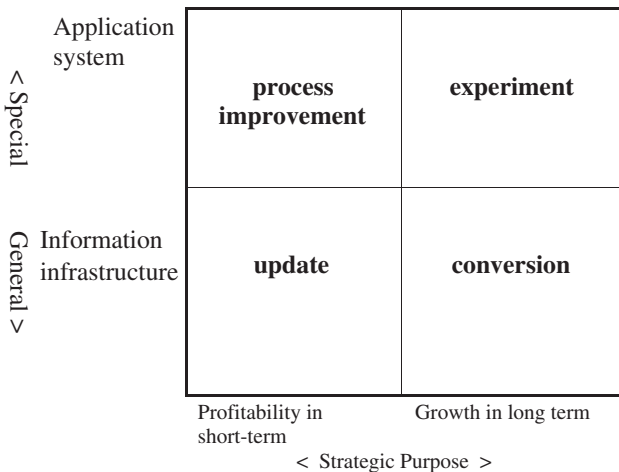 Application
system
< Special
process
improvement
experiment
General >
Information
infrastructure
update
conversion
Profitability in
short-term
Growth in long term
< Strategic Purpose >